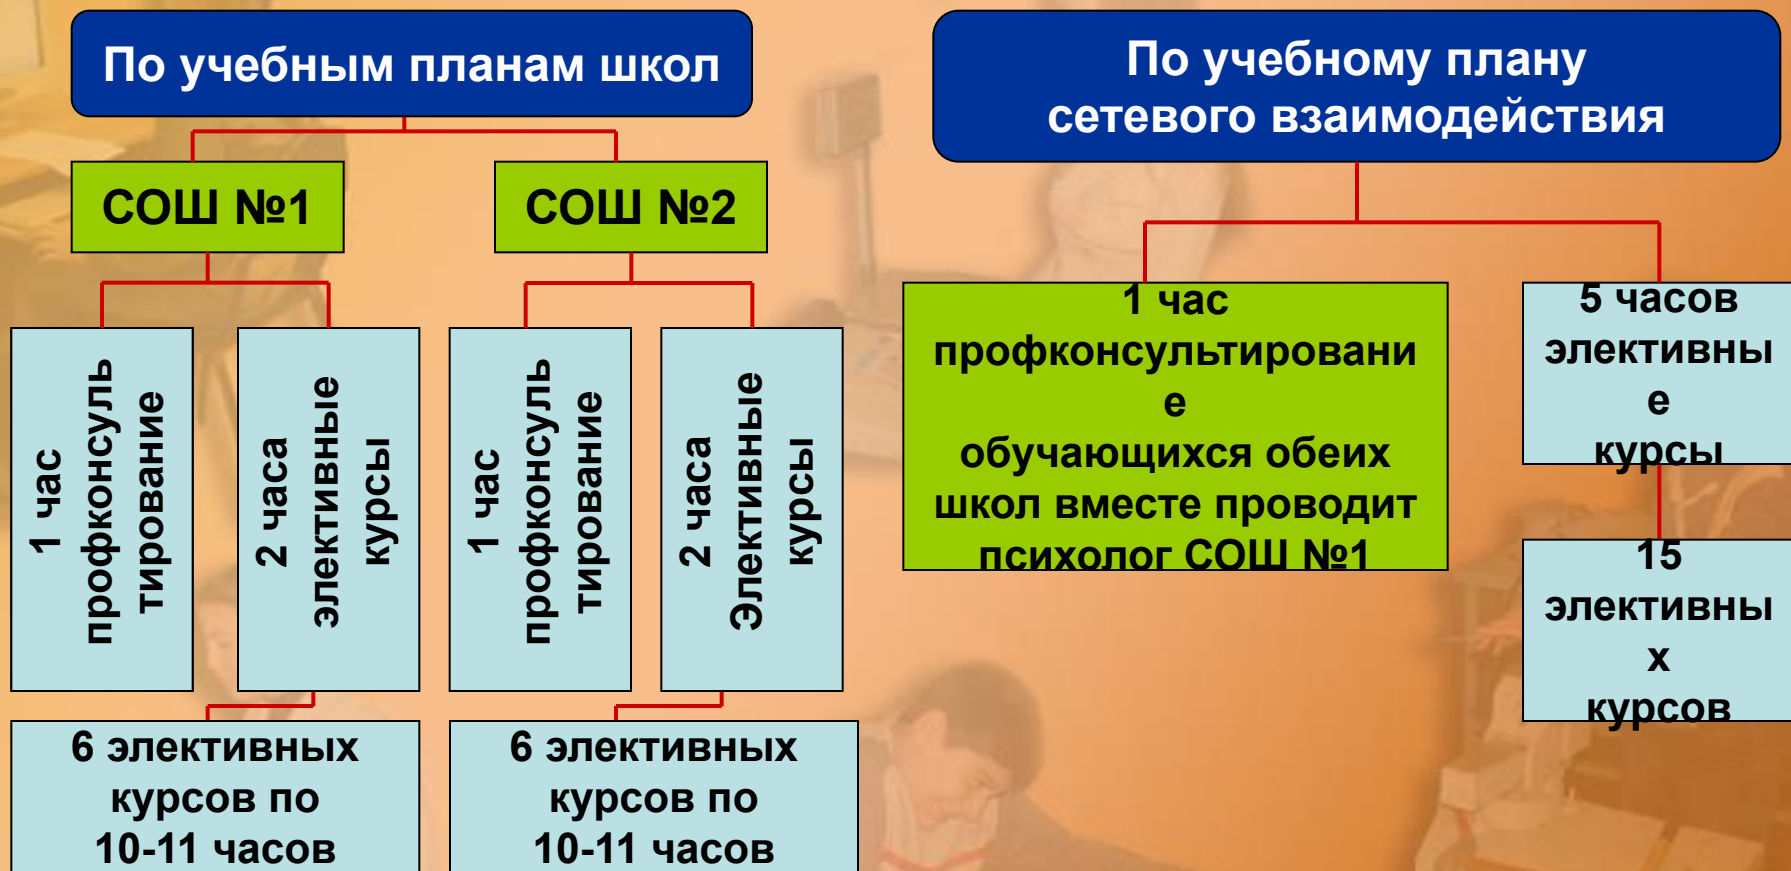 По учебным планам школ
По учебному плану
сетевого взаимодействия
СОШ №1
СОШ №2
1 час
профконсуль
тирование
2 часа
элективные
курсы
1 час
профконсуль
тирование
2 часа
Элективные
курсы
1 час
профконсультировани
е
обучающихся обеих
школ вместе проводит
психолог СОШ №1
5 часов
элективны
е
курсы
15
элективны
х
курсов
6 элективных
курсов по
10-11 часов
6 элективных
курсов по
10-11 часов